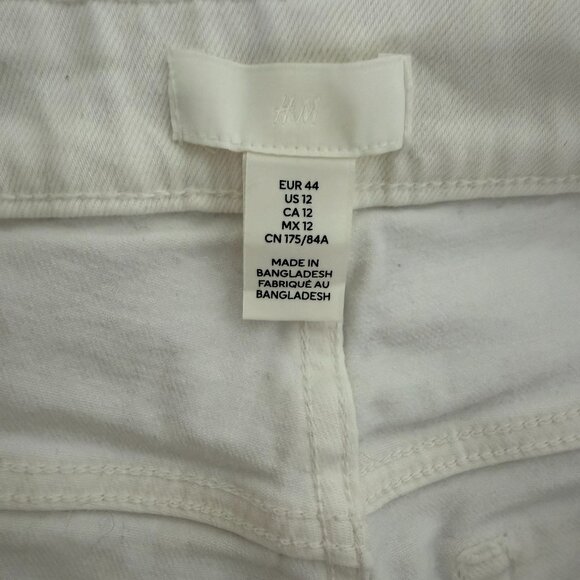 H&M
EUR 44
US 12
CA 12
MX 12
CN 175/84A
MADE IN
BANGLADESH
FABRIQUÉ AU
BANGLADESH